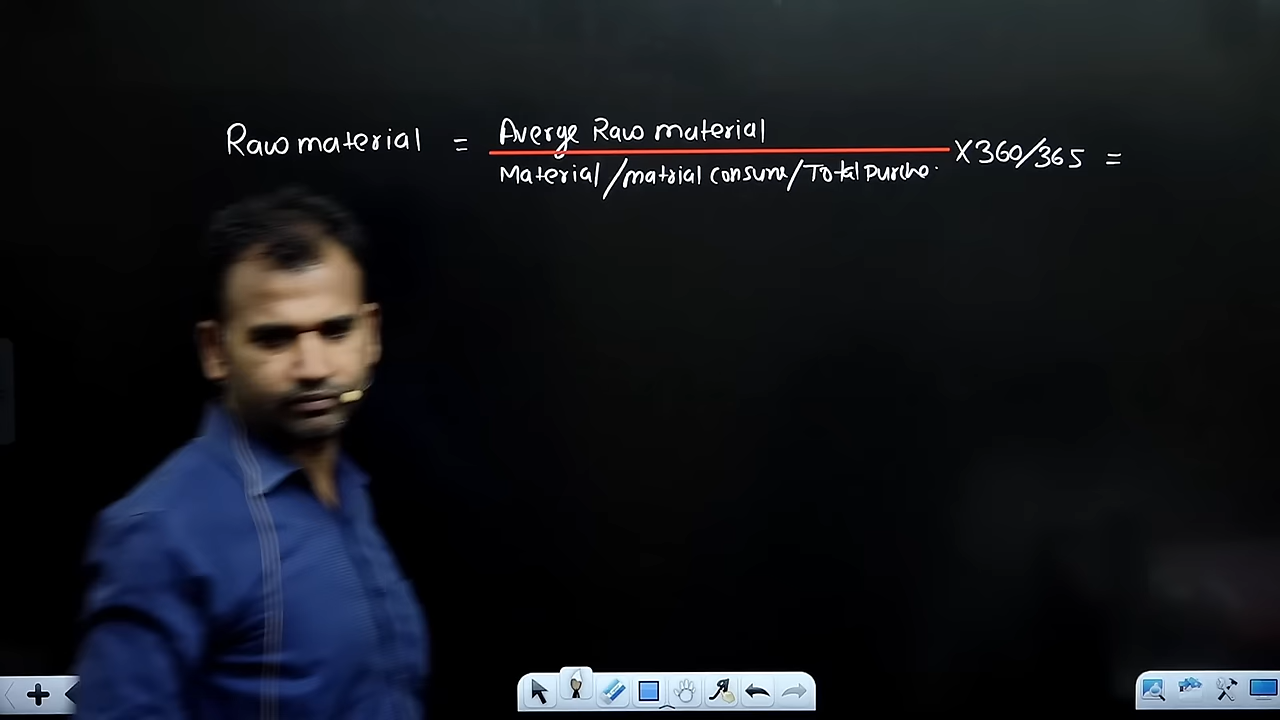 Raw material = Averge Raw material
Material/matrial consume/Total Purcha. X 360/365 =